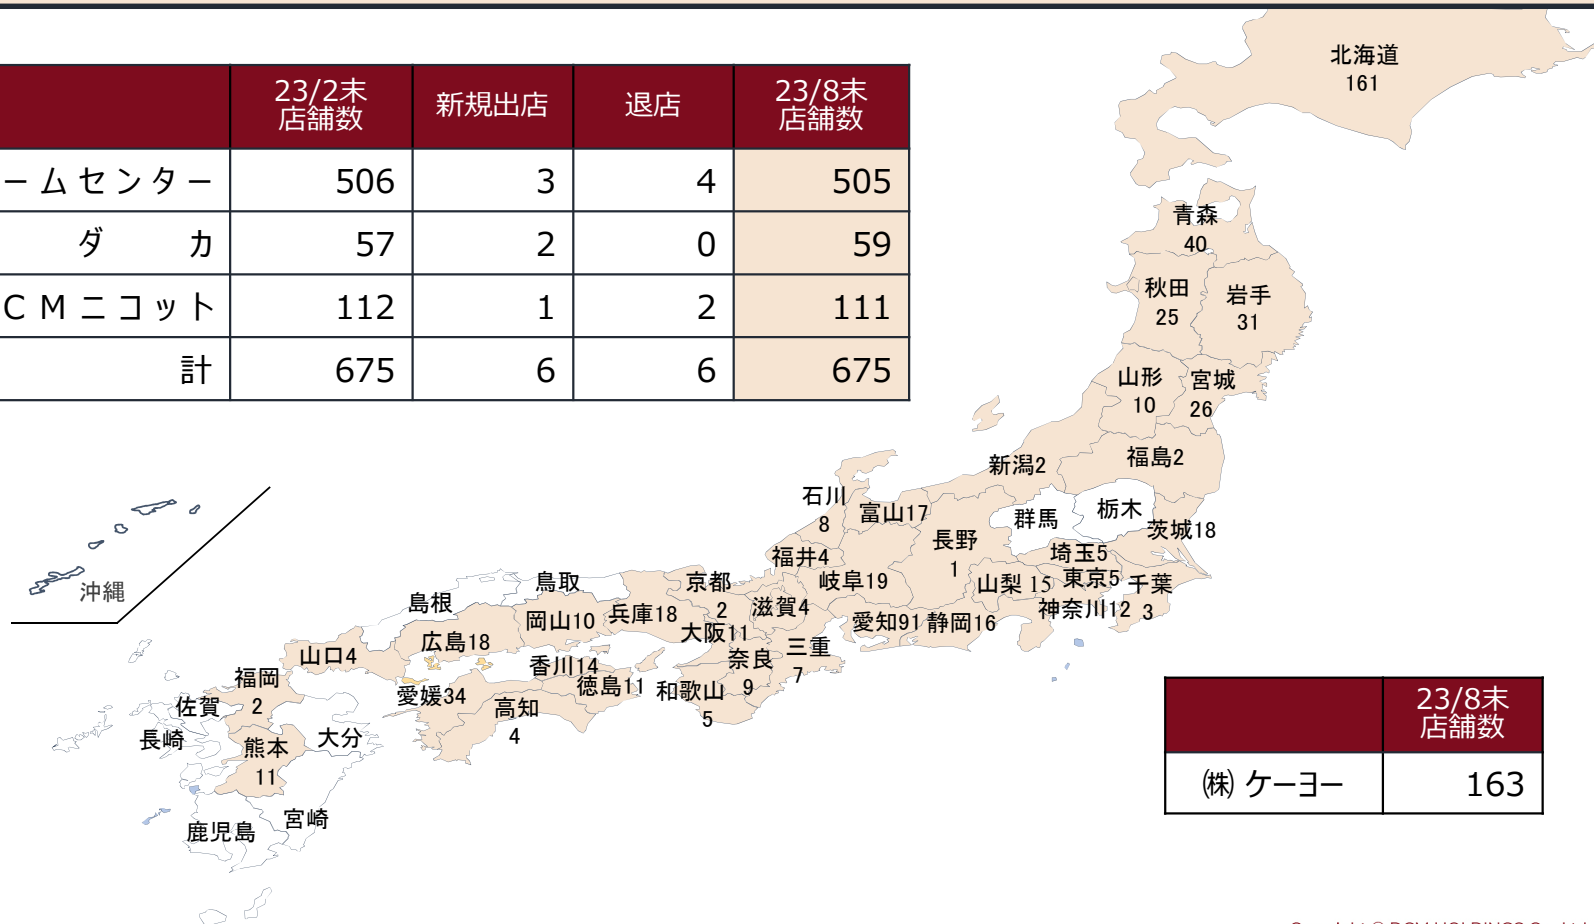 23/2末
店舗数
新規出店
退店
23/8末
店舗数
ームセンター
506
3
4
505
ダカ
57
2
0
59
ＣＭニコット
112
1
2
111
計
675
6
6
675
北海道
161
青森
40
秋田
25
岩手
31
山形
10
宮城
26
新潟2
福島2
石川
8
富山17
群馬
栃木
茨城18
長野
1
福井4
岐阜19
埼玉5
山梨 15
東京5
千葉
3
神奈川12
沖縄
鳥取
島根
京都
2
滋賀4
岡山10
兵庫18
愛知91
静岡16
大阪11
広島18
山口4
三重
7
奈良
9
香川14
徳島11
和歌山
5
福岡
2
愛媛34
高知
4
佐賀
長崎
熊本
11
大分
鹿児島
宮崎
23/8末
店舗数
㈱ ケーヨー
163